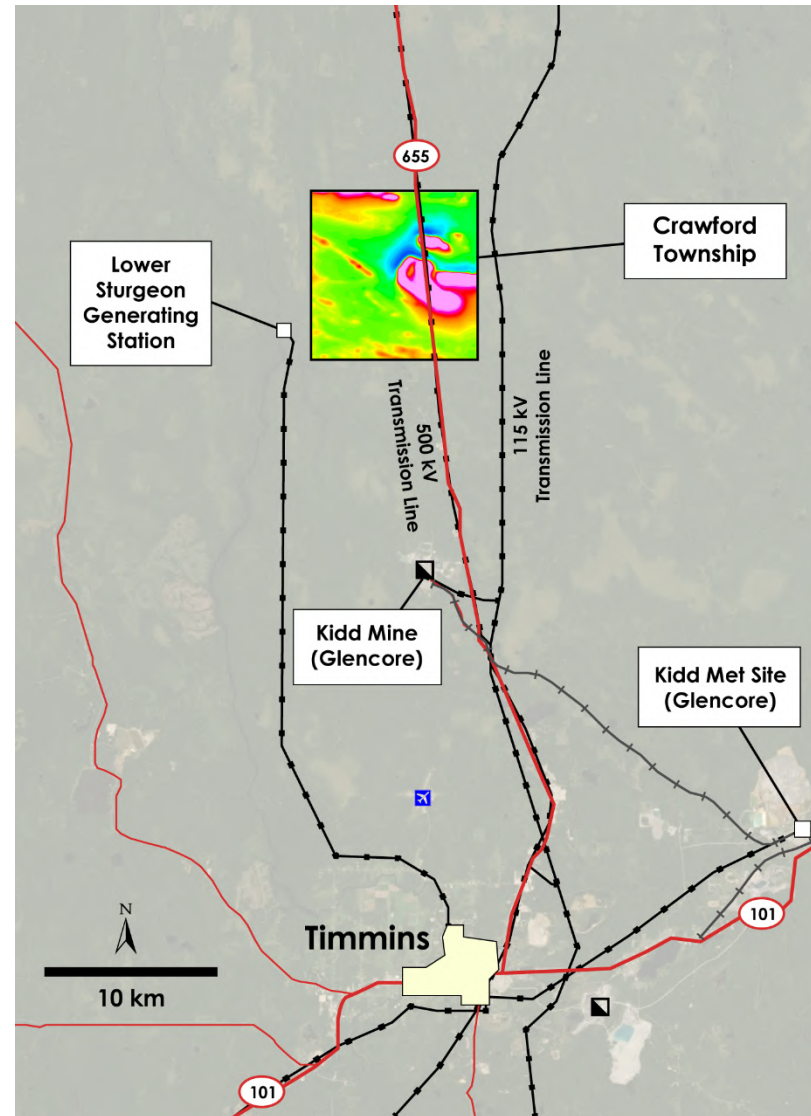 655
Crawford
Township
Lower
Sturgeon
Generating
Station
500 kV
Transmission Line
115 kV
Transmission Line
Kidd Mine
(Glencore)
Kidd Met Site
(Glencore)
N
10 km
Timmins
101
101